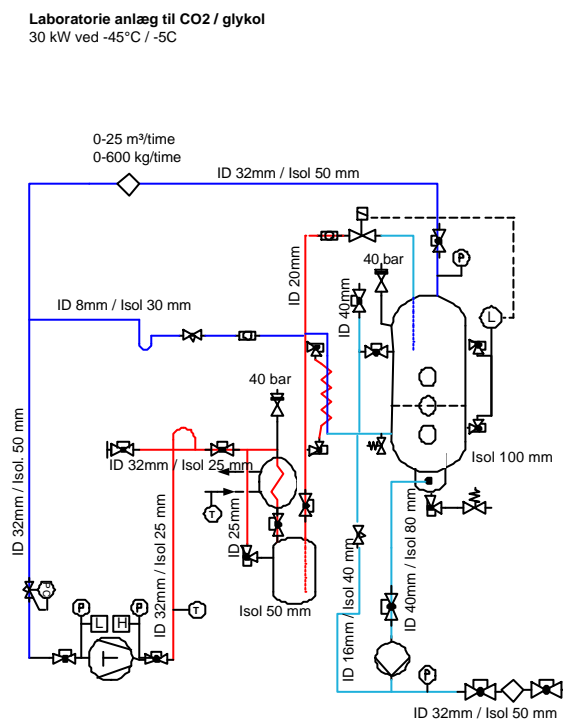 Laboratorie anlæg til CO2 / glykol
30 kW ved -45°C / -5C
0-25 m³/time
0-600 kg/time
ID 32mm / Isol 50 mm
40 bar
P
ID 20mm
ID 40mm
ID 8mm / Isol 30 mm
L
40 bar
ID 32mm / Isol 25 mm
Isol 100 mm
ID 32mm / Isol. 50 mm
ID 32mm / Isol 25 mm
T
ID 25mm
ID 16mm / Isol 40 mm
ID 40mm / Isol 80 mm
Isol 50 mm
T
P
L
H
P
T
P
ID 32mm / Isol 50 mm